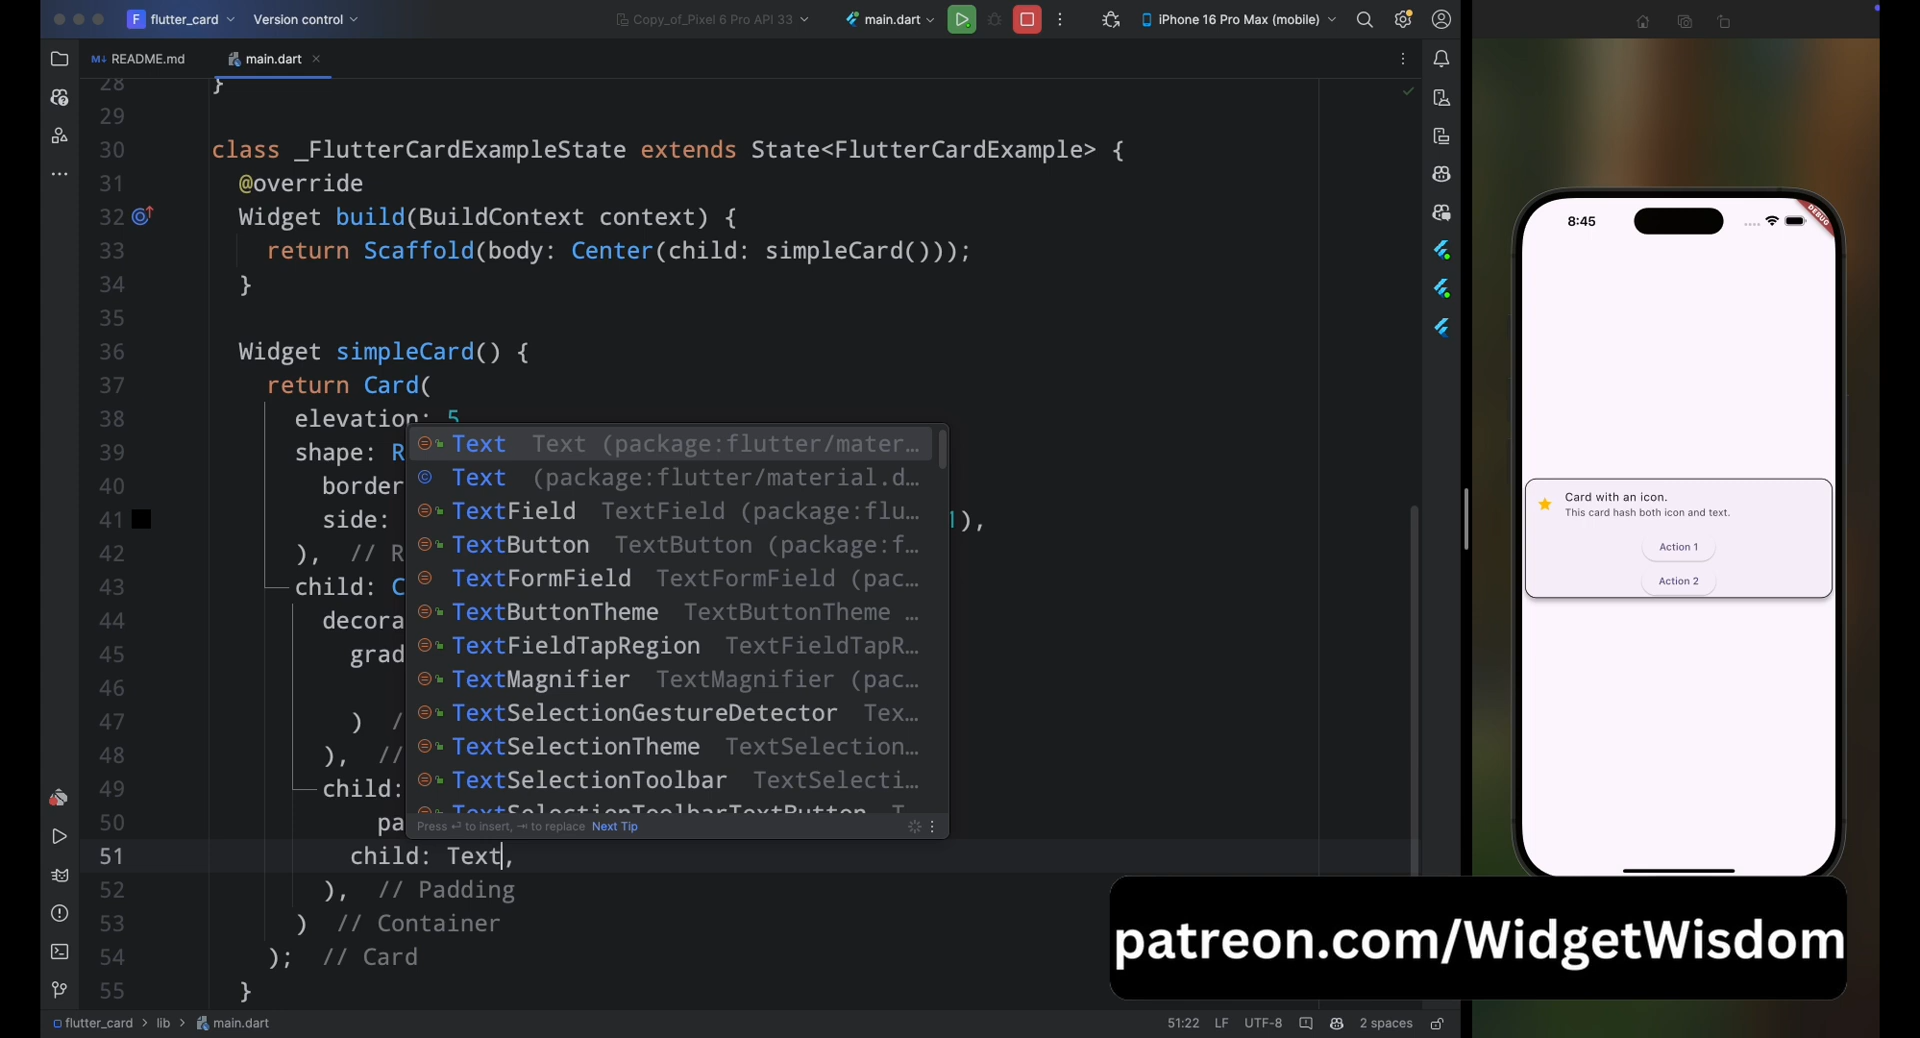 flutter_card
Version control
Copy_of_Pixel 6 Pro API 33
main.dart
iPhone 16 Pro Max (mobile)
README.md
main.dart
28 }
29
30 class _FlutterCardExampleState extends State<FlutterCardExample> {
31 @override
32 Widget build(BuildContext context) {
33 return Scaffold(body: Center(child: simpleCard()));
34 }
35
36 Widget simpleCard() {
37 return Card(
38 elevation: 5
39 shape: R
40 border
41 side: 1),
42 ), // R
43 child: C
44 decora
45 grad
46
47 ) /
48 ), //
49 child:
50 pa
51 child: Text,
52 ), // Padding
53 ) // Container
54 ); // Card
55 }
Text Text (package:flutter/mater…
Text (package:flutter/material.d…
TextField TextField (package:flu…
TextButton TextButton (package:f…
TextFormField TextFormField (pac…
TextButtonTheme TextButtonTheme …
TextFieldTapRegion TextFieldTapR…
TextMagnifier TextMagnifier (pac…
TextSelectionGestureDetector Tex…
TextSelectionTheme TextSelection…
TextSelectionToolbar TextSelecti…
TextSelectionToolbarTextButton T…
Press ⏎ to insert, ⇥ to replace Next Tip
8:45
DEBUG
Card with an icon.
This card hash both icon and text.
Action 1
Action 2
patreon.com/WidgetWisdom
flutter_card > lib > main.dart
51:22 LF UTF-8 2 spaces